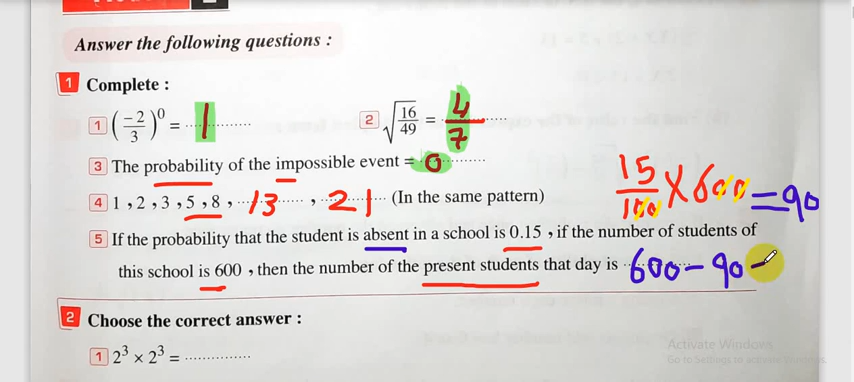 Answer the following questions :
1 Complete :
1 (-2/3)^0 = ..... 1 ..... 2 √(16/49) = ..... 4/7 .....
3 The probability of the impossible event = 0 .....
4 1 , 2 , 3 , 5 , 8 , ..... 13 ..... , ..... 21 ..... (In the same pattern)
15/100 × 600 = 90
5 If the probability that the student is absent in a school is 0.15 , if the number of students of
this school is 600 , then the number of the present students that day is 600 - 90 =
2 Choose the correct answer :
1 2^3 × 2^3 = ...............
Activate Windows
Go to Settings to activate Windows.